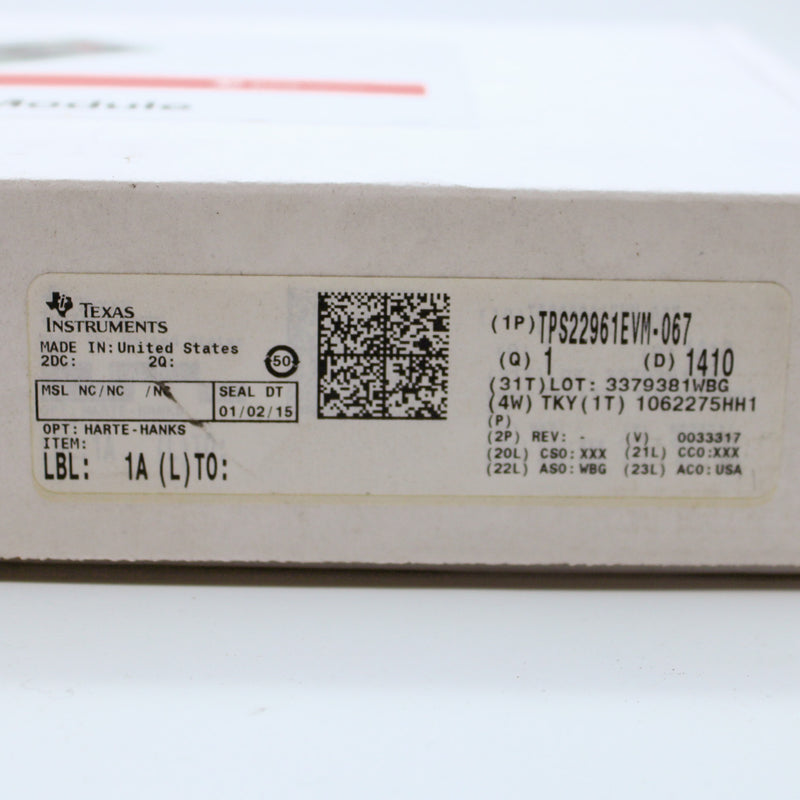 Module
TEXAS
INSTRUMENTS
MADE IN: United States
2DC: 2Q:
50
MSL NC/NC /NC
SEAL DT
01/02/15
OPT: HARTE-HANKS
ITEM:
LBL: 1A (L)TO:
(1P) TPS22961EVM-067
(Q) 1 (D) 1410
(31T)LOT: 3379381WBG
(4W) TKY(1T) 1062275HH1
(P)
(2P) REV: - (V) 0033317
(20L) CSO: XXX (21L) CCO:XXX
(22L) ASO: WBG (23L) ACO: USA